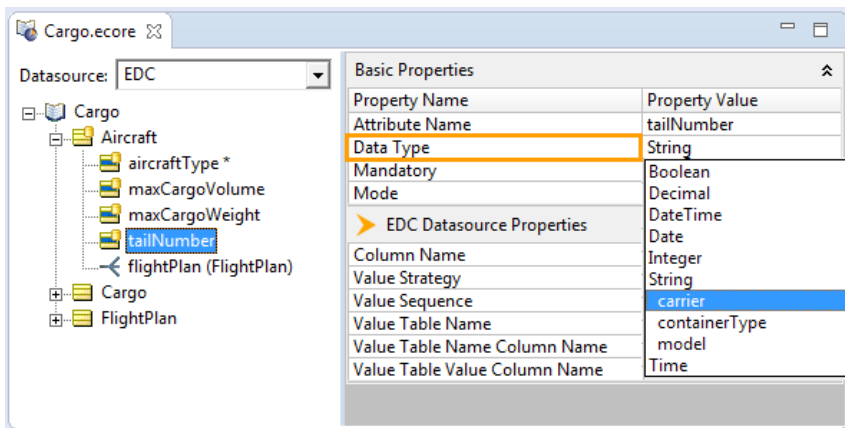 Cargo.ecore
Datasource: EDC
Cargo
Aircraft
aircraftType *
maxCargoVolume
maxCargoWeight
tailNumber
flightPlan (FlightPlan)
Cargo
FlightPlan
Basic Properties
Property Name Property Value
Attribute Name tailNumber
Data Type String
Mandatory
Mode
EDC Datasource Properties
Column Name
Value Strategy
Value Sequence
Value Table Name
Value Table Name Column Name
Value Table Value Column Name
Boolean
Decimal
DateTime
Date
Integer
String
carrier
containerType
model
Time